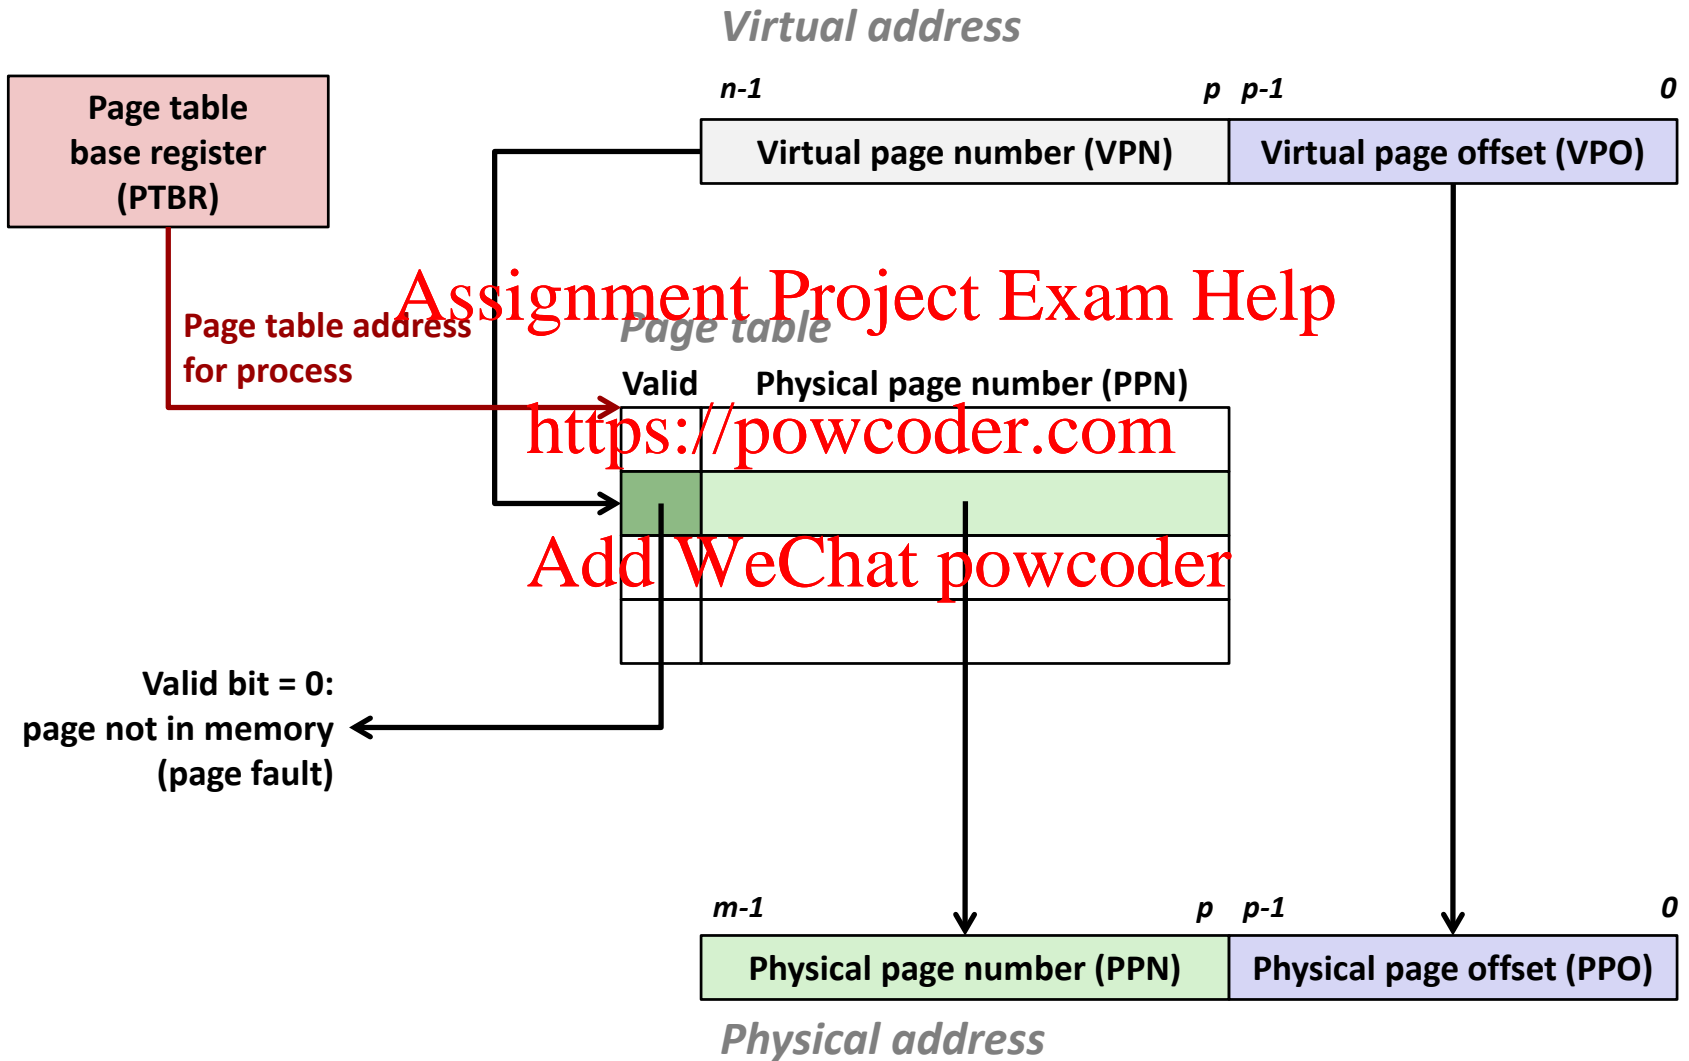 Virtual address
n-1 p p-1 0
Page table
base register
(PTBR)
Virtual page number (VPN) Virtual page offset (VPO)
Assignment Project Exam Help
Page table address
for process
Page table
Valid Physical page number (PPN)
https://powcoder.com
Add WeChat powcoder
Valid bit = 0:
page not in memory
(page fault)
m-1 p p-1 0
Physical page number (PPN) Physical page offset (PPO)
Physical address